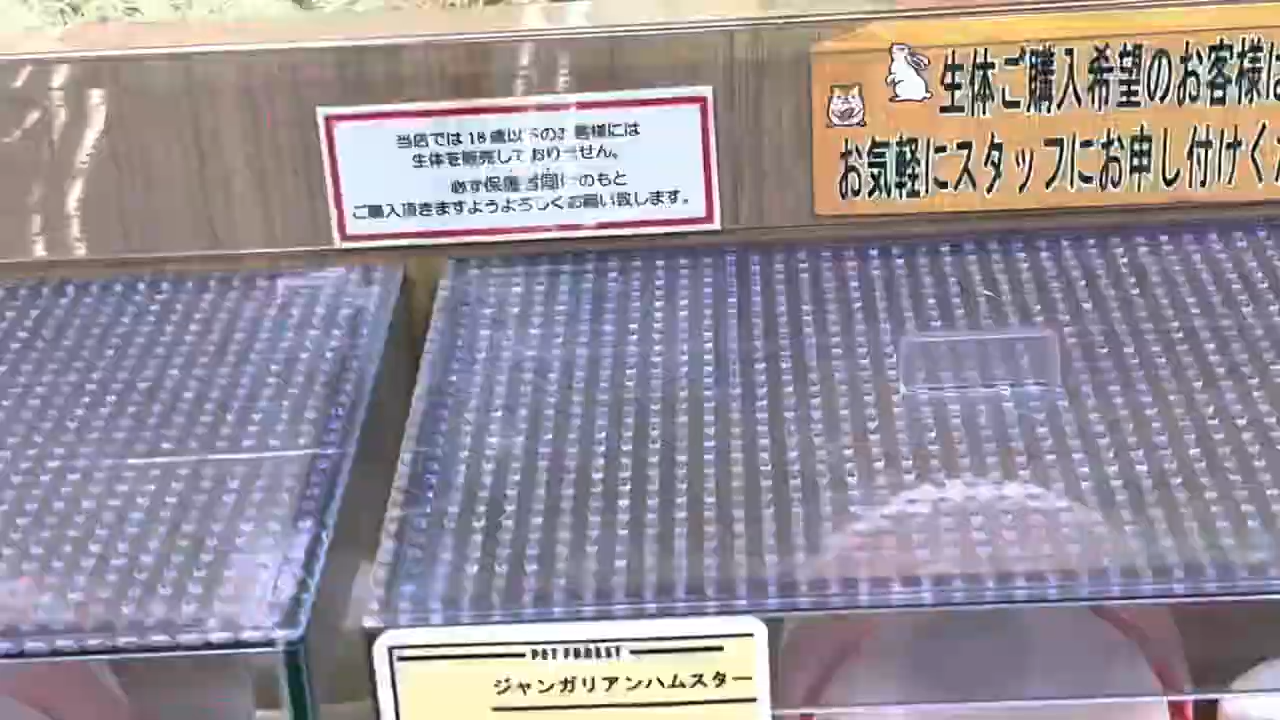 当店では18歳以下のお客様には
生体を販売しておりません。
必ず保護者同伴のもと
ご購入頂きますようよろしくお願い致します。
生体ご購入希望のお客様は
お気軽にスタッフにお申し付けくだ
PET FOREST
ジャンガリアンハムスター